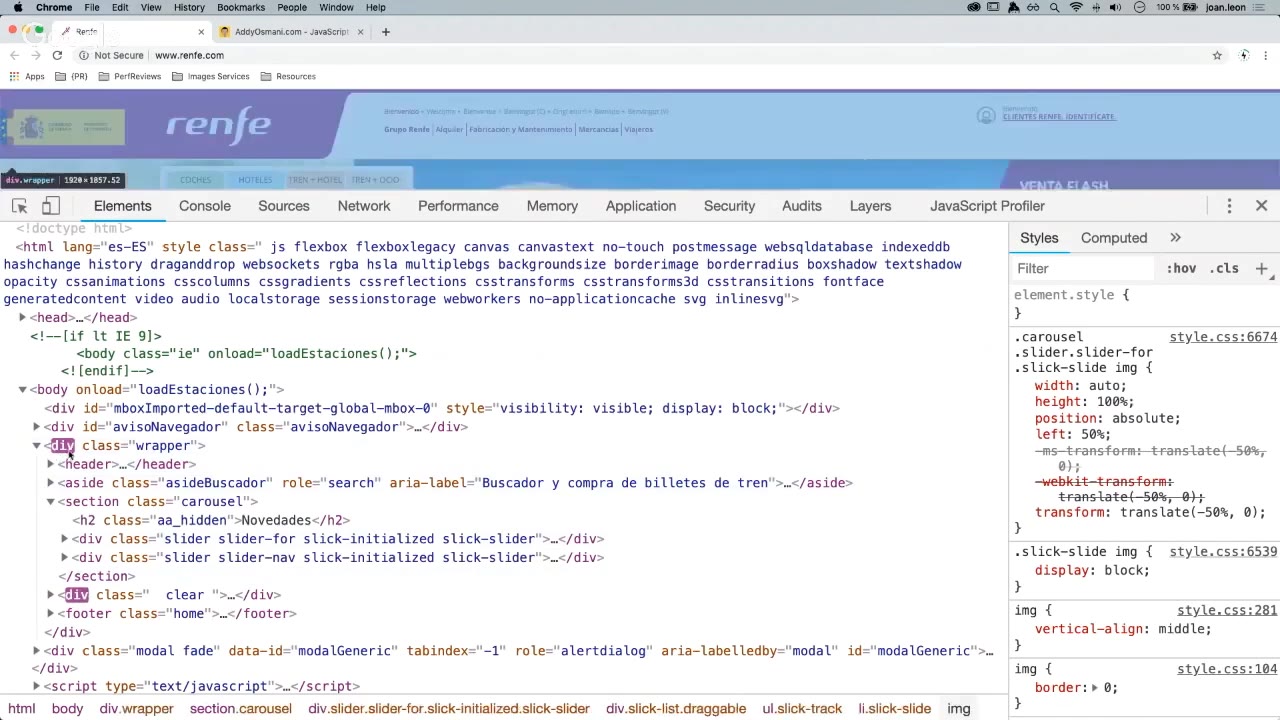 Chrome File Edit View History Bookmarks People Window Help 100 % joan.leon
Renfe × AddyOsmani.com - JavaScript × +
Not Secure | www.renfe.com
Apps {PR} PerfReviews Images Services Resources
renfe
Grupo Renfe | Alquiler | Fabricación y Mantenimiento | Mercancías | Viajeros
CLIENTES RENFE. IDENTIFÍCATE.
div.wrapper | 1920 × 1857.52
COCHES HOTELES TREN + HOTEL TREN + OCIO
VENTA FLASH
Elements Console Sources Network Performance Memory Application Security Audits Layers JavaScript Profiler
<!doctype html>
<html lang="es-ES" style class=" js flexbox flexboxlegacy canvas canvastext no-touch postmessage websqldatabase indexeddb
hashchange history draganddrop websockets rgba hsla multiplebgs backgroundsize borderimage borderradius boxshadow textshadow
opacity cssanimations csscolumns cssgradients cssreflections csstransforms csstransforms3d csstransitions fontface
generatedcontent video audio localstorage sessionstorage webworkers no-applicationcache svg inlinesvg">
<head>…</head>
<!--[if lt IE 9]>
<body class="ie" onload="loadEstaciones();">
<![endif]-->
<body onload="loadEstaciones();">
<div id="mboxImported-default-target-global-mbox-0" style="visibility: visible; display: block;"></div>
<div id="avisoNavegador" class="avisoNavegador">…</div>
<div class="wrapper">
<header>…</header>
<aside class="asideBuscador" role="search" aria-label="Buscador y compra de billetes de tren">…</aside>
<section class="carousel">
<h2 class="aa_hidden">Novedades</h2>
<div class="slider slider-for slick-initialized slick-slider">…</div>
<div class="slider slider-nav slick-initialized slick-slider">…</div>
</section>
<div class="  clear ">…</div>
<footer class="home">…</footer>
</div>
<div class="modal fade" data-id="modalGeneric" tabindex="-1" role="alertdialog" aria-labelledby="modal" id="modalGeneric">…
</div>
<script type="text/javascript">…</script>
html body div.wrapper section.carousel div.slider.slider-for.slick-initialized.slick-slider div.slick-list.draggable ul.slick-track li.slick-slide img
Styles Computed »
Filter :hov .cls +
element.style {
}
.carousel style.css:6674
.slider.slider-for
.slick-slide img {
width: auto;
height: 100%;
position: absolute;
left: 50%;
-ms-transform: translate(-50%,
0);
-webkit-transform:
translate(-50%, 0);
transform: translate(-50%, 0);
}
.slick-slide img { style.css:6539
display: block;
}
img { style.css:281
vertical-align: middle;
}
img { style.css:104
border: 0;
}